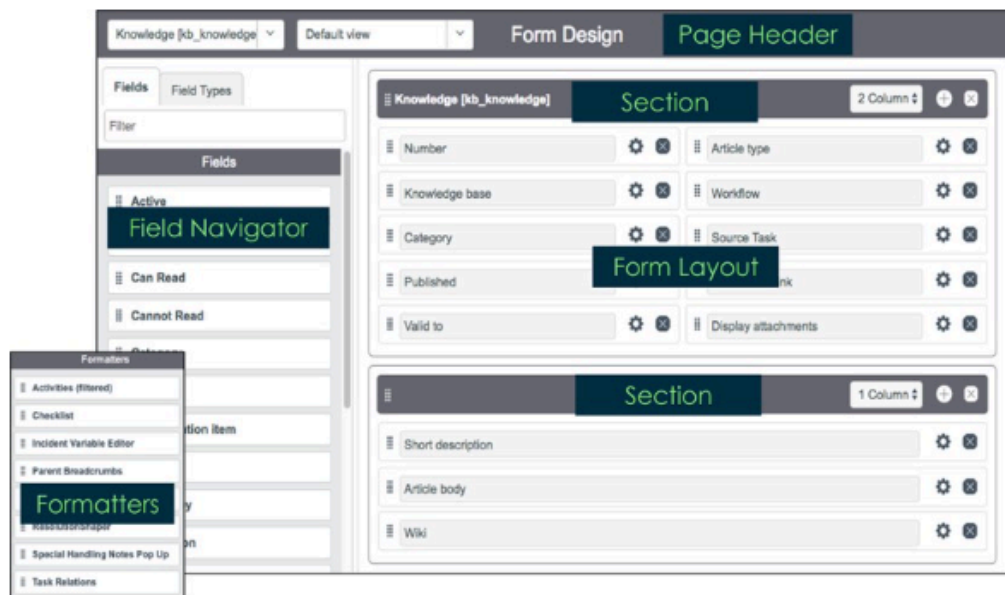 Knowledge [kb_knowledge
Default view
Form Design
Page Header
Fields
Field Types
Filter
Fields
Active
Field Navigator
Can Read
Cannot Read
Knowledge [kb_knowledge]
Section
2 Column
Number
Article type
Knowledge base
Workflow
Category
Source Task
Form Layout
Published
Valid to
Display attachments
Section
1 Column
Short description
Article body
Wiki
Formatters
Activities (filtered)
Checklist
Incident Variable Editor
Parent Breadcrumbs
Formatters
Special Handling Notes Pop Up
Task Relations